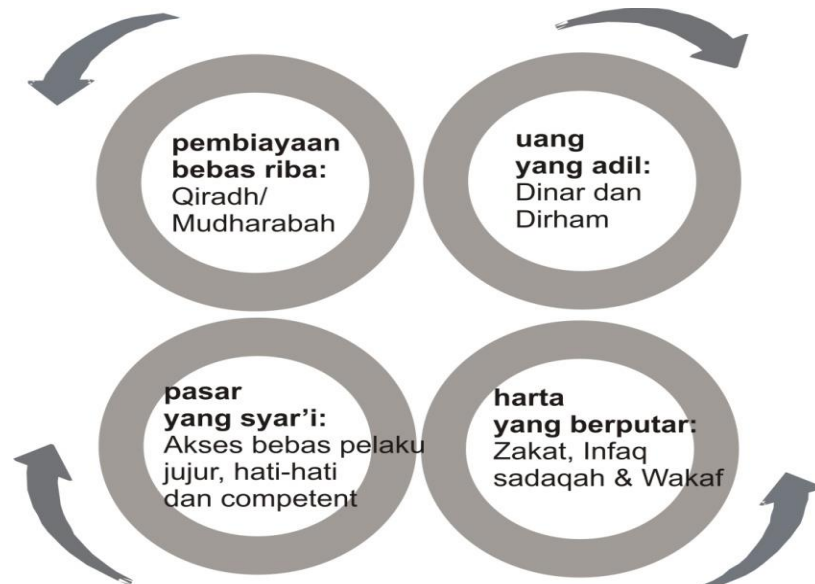 pembiayaan
bebas riba:
Qiradh/
Mudharabah
uang
yang adil:
Dinar dan
Dirham
pasar
yang syar'i:
Akses bebas pelaku
jujur, hati-hati
dan competent
harta
yang berputar:
Zakat, Infaq
sadaqah & Wakaf